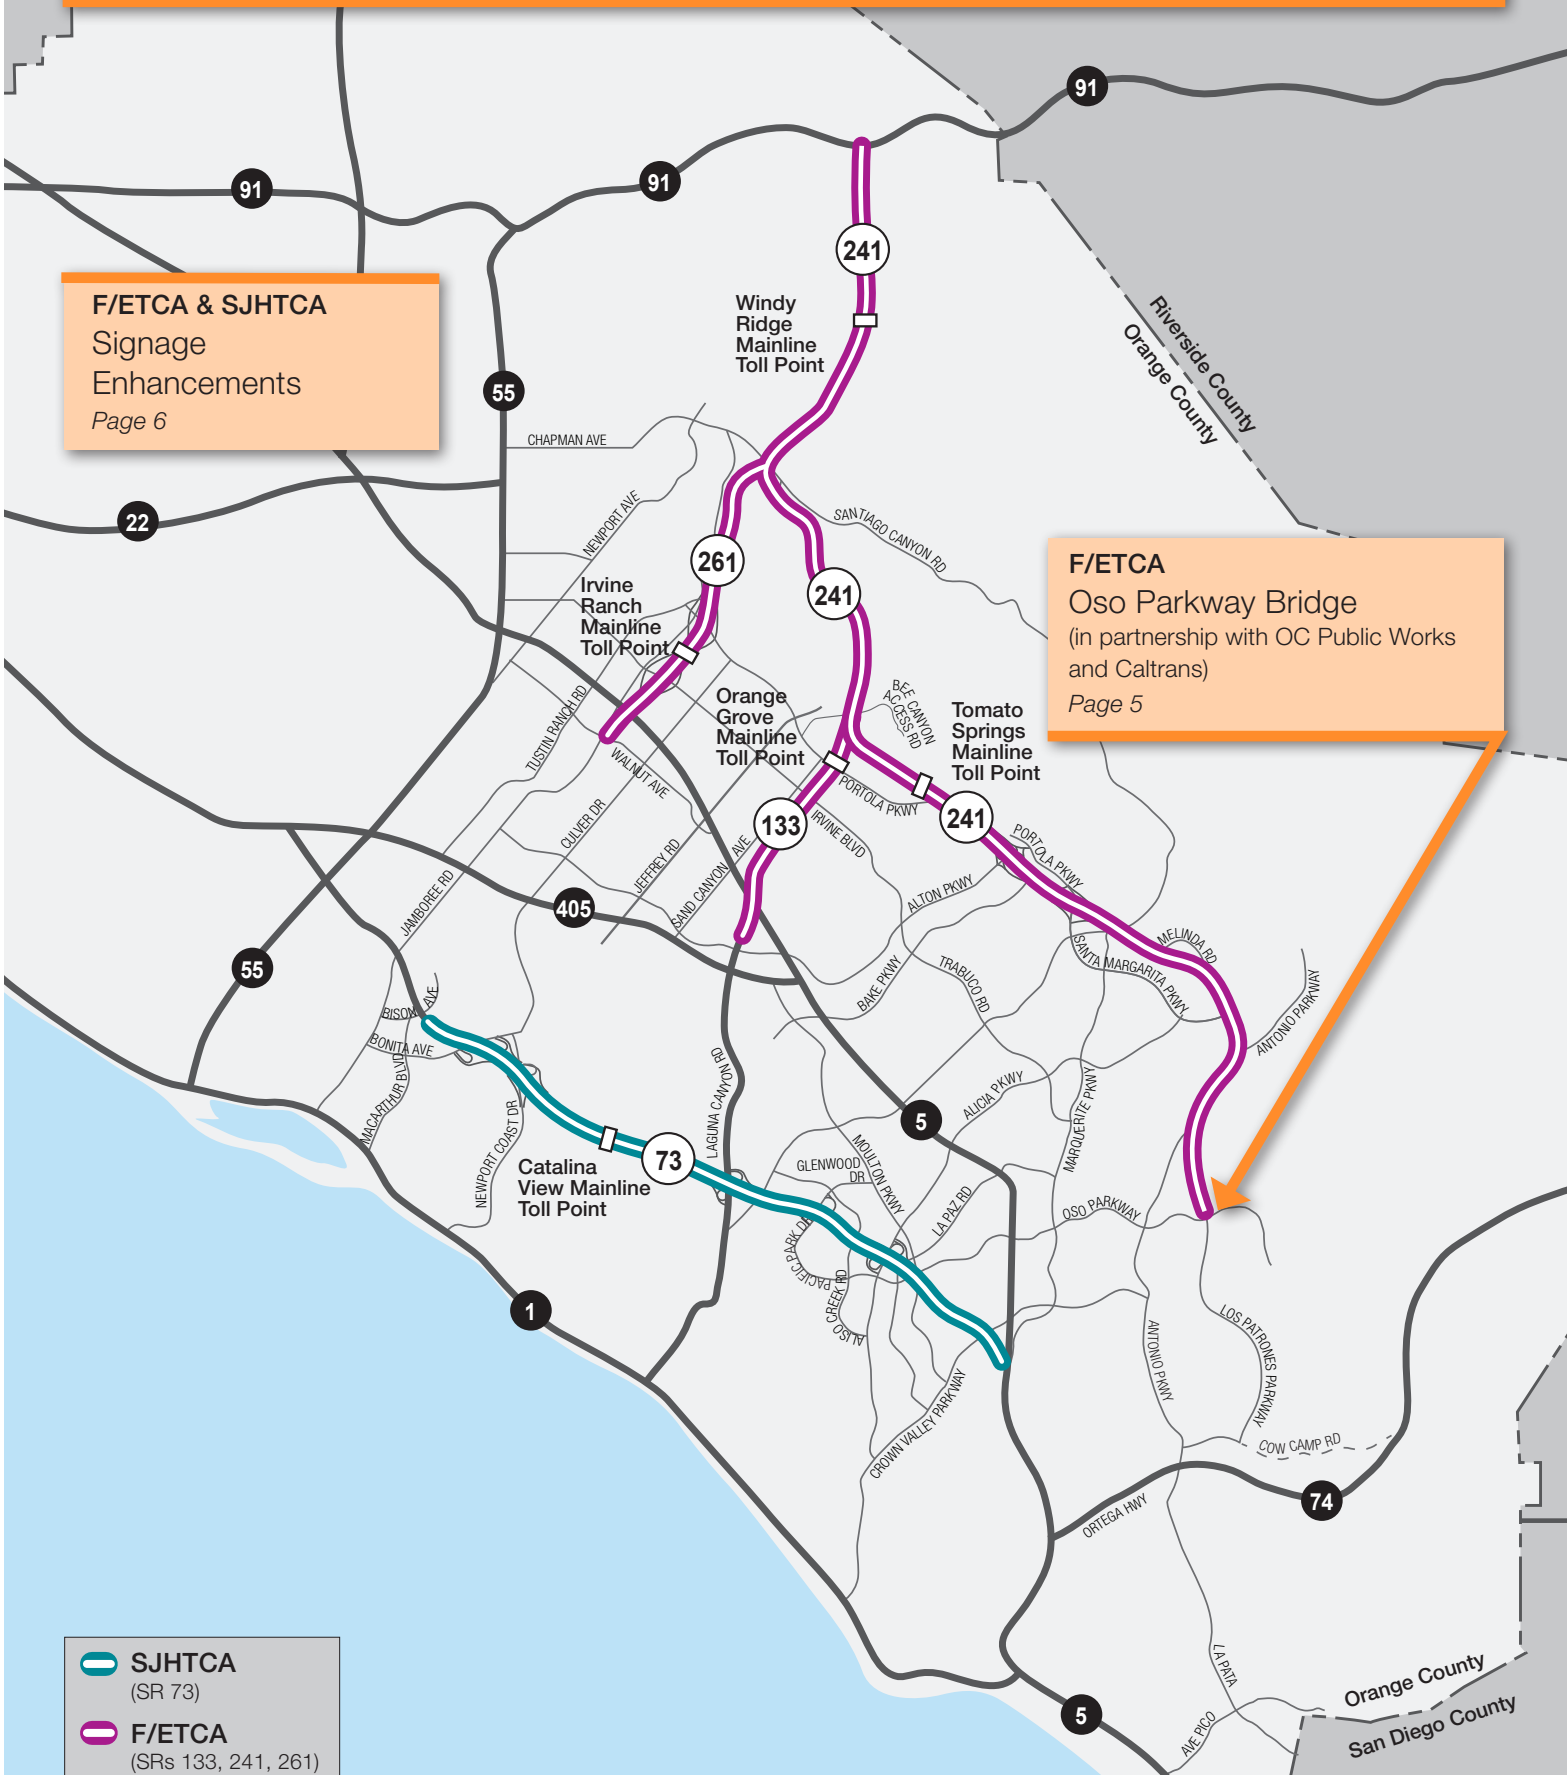 91
91
91
241
Windy
Ridge
Mainline
Toll Point
Riverside County
Orange County
F/ETCA & SJHTCA
Signage
Enhancements
Page 6
55
CHAPMAN AVE
22
NEWPORT AVE
SANTIAGO CANYON RD
261
241
Irvine
Ranch
Mainline
Toll Point
F/ETCA
Oso Parkway Bridge
(in partnership with OC Public Works
and Caltrans)
Page 5
TUSTIN RANCH RD
WALNUT AVE
Orange
Grove
Mainline
Toll Point
BEE CANYON
ACCESS RD
Tomato
Springs
Mainline
Toll Point
PORTOLA PKWY
241
133
IRVINE BLVD
PORTOLA PKWY
CULVER DR
JEFFREY RD
SAND CANYON AVE
ALTON PKWY
JAMBOREE RD
405
55
BAKE PKWY
TRABUCO RD
SANTA MARGARITA PKWY
MELINDA RD
ANTONIO PARKWAY
BISON AVE
BONITA AVE
MACARTHUR BLVD
NEWPORT COAST DR
LAGUNA CANYON RD
5
ALICIA PKWY
MARGUERITE PKWY
Catalina
View Mainline
Toll Point
73
GLENWOOD
DR
MOULTON PKWY
LA PAZ RD
OSO PARKWAY
PACIFIC PARK DR
ALISO CREEK RD
1
CROWN VALLEY PARKWAY
ANTONIO PKWY
LOS PATRONES PARKWAY
COW CAMP RD
74
ORTEGA HWY
LA PATA
AVE PICO
5
Orange County
San Diego County
SJHTCA
(SR 73)
F/ETCA
(SRs 133, 241, 261)